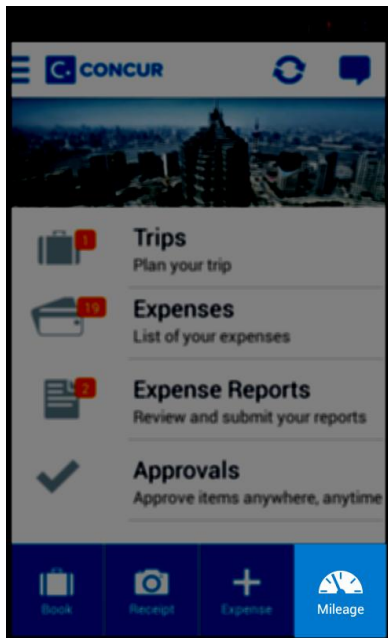 C. CONCUR
1
Trips
Plan your trip
19
Expenses
List of your expenses
2
Expense Reports
Review and submit your reports
Approvals
Approve items anywhere, anytime
Book
Receipt
Expense
Mileage